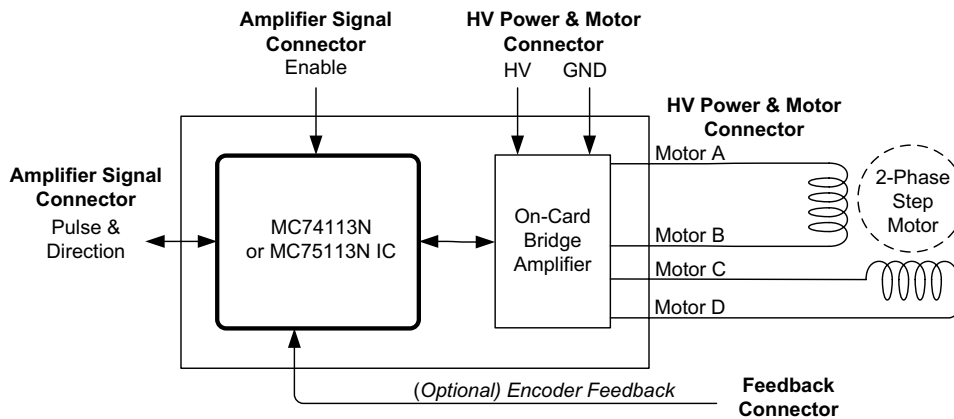 Amplifier Signal
Connector
Enable
HV Power & Motor
Connector
HV GND
HV Power & Motor
Connector
Motor A
Amplifier Signal
Connector
Pulse &
Direction
MC74113N
or MC75113N IC
On-Card
Bridge
Amplifier
2-Phase
Step
Motor
Motor B
Motor C
Motor D
(Optional) Encoder Feedback
Feedback
Connector